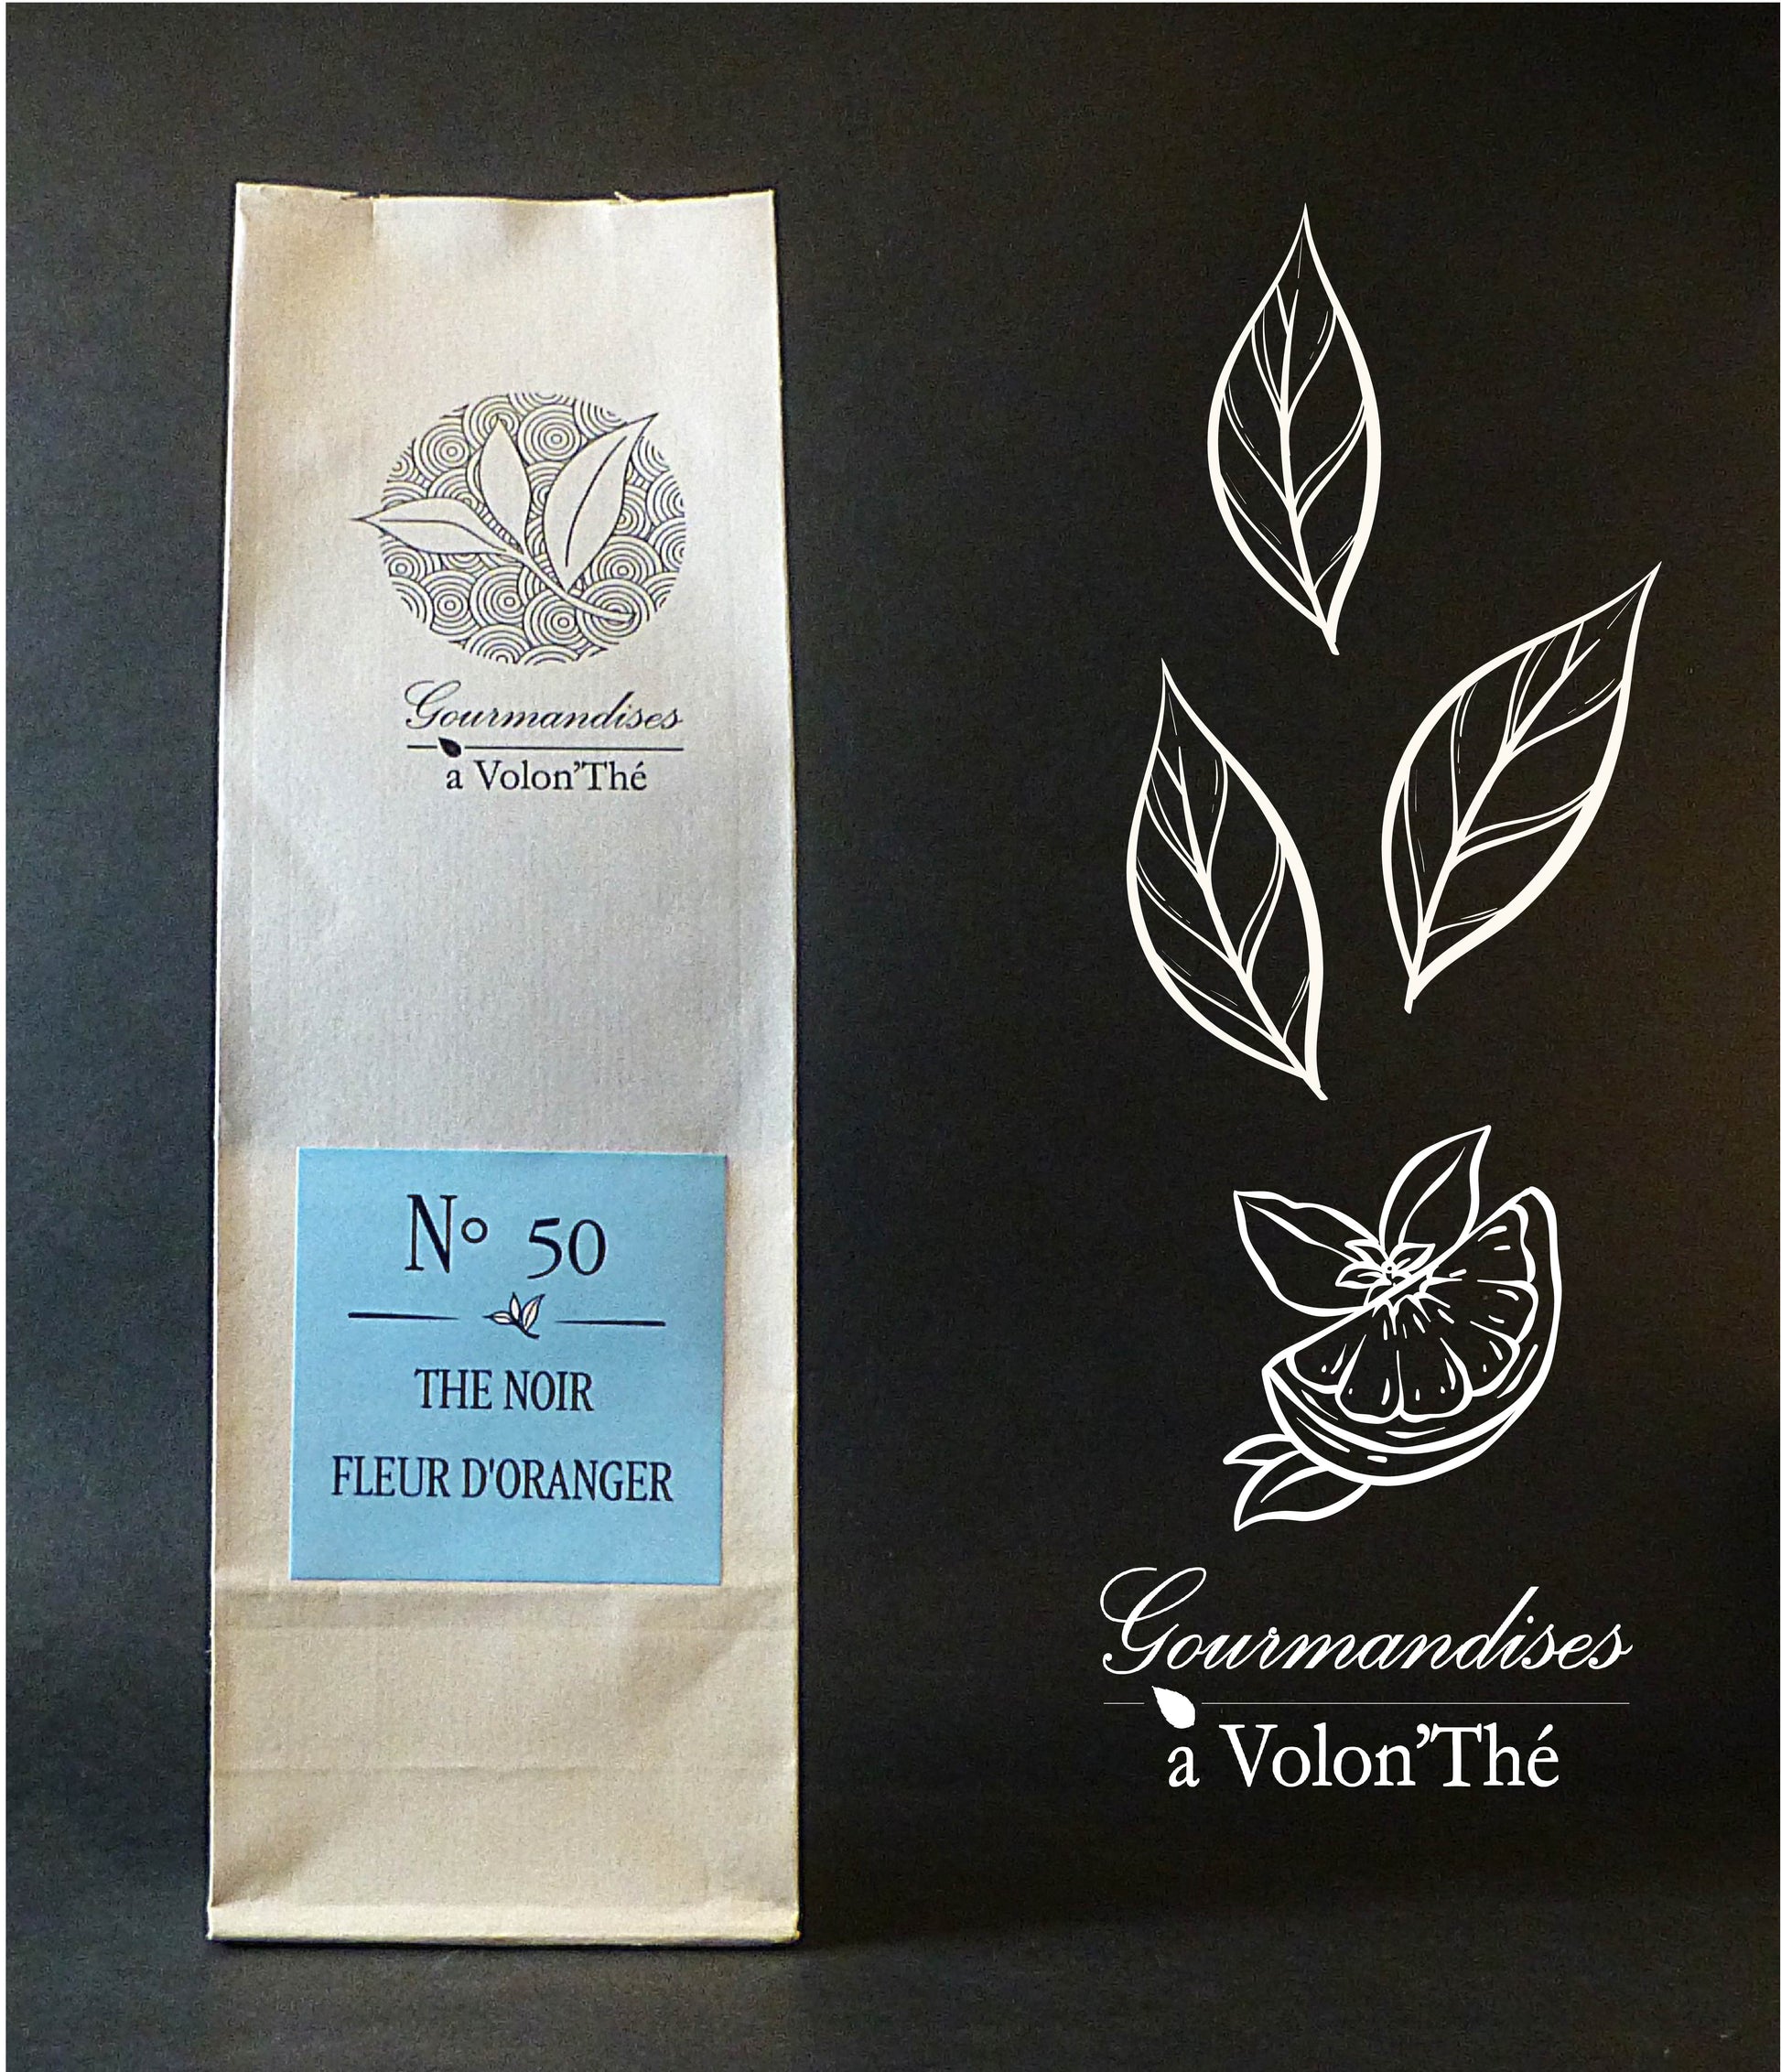 Gourmandises
a Volon'Thé
N° 50
THE NOIR
FLEUR D'ORANGER
Gourmandises
a Volon'Thé